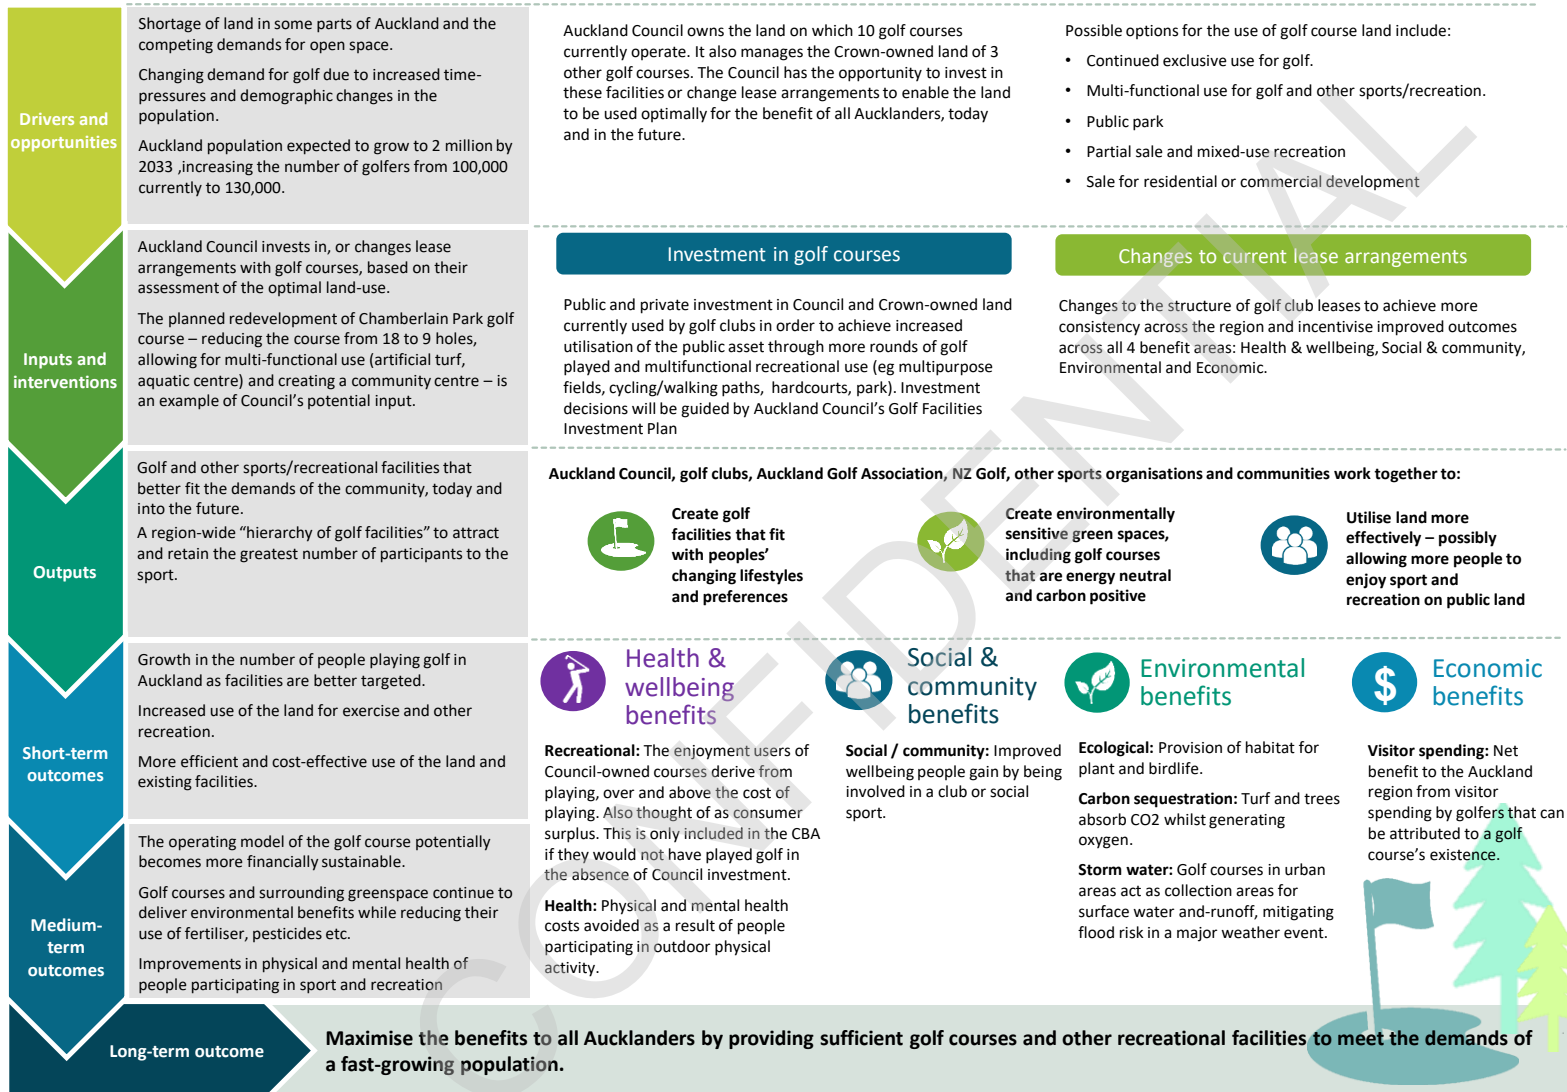 Drivers and
opportunities
Shortage of land in some parts of Auckland and the
competing demands for open space.
Changing demand for golf due to increased time-
pressures and demographic changes in the
population.
Auckland population expected to grow to 2 million by
2033 ,increasing the number of golfers from 100,000
currently to 130,000.
Auckland Council owns the land on which 10 golf courses
currently operate. It also manages the Crown-owned land of 3
other golf courses. The Council has the opportunity to invest in
these facilities or change lease arrangements to enable the land
to be used optimally for the benefit of all Aucklanders, today
and in the future.
Possible options for the use of golf course land include:
• Continued exclusive use for golf.
• Multi-functional use for golf and other sports/recreation.
• Public park
• Partial sale and mixed-use recreation
• Sale for residential or commercial development
Inputs and
interventions
Auckland Council invests in, or changes lease
arrangements with golf courses, based on their
assessment of the optimal land-use.
The planned redevelopment of Chamberlain Park golf
course – reducing the course from 18 to 9 holes,
allowing for multi-functional use (artificial turf,
aquatic centre) and creating a community centre – is
an example of Council's potential input.
Investment in golf courses
Public and private investment in Council and Crown-owned land
currently used by golf clubs in order to achieve increased
utilisation of the public asset through more rounds of golf
played and multifunctional recreational use (eg multipurpose
fields, cycling/walking paths, hardcourts, park). Investment
decisions will be guided by Auckland Council's Golf Facilities
Investment Plan
Changes to current lease arrangements
Changes to the structure of golf club leases to achieve more
consistency across the region and incentivise improved outcomes
across all 4 benefit areas: Health & wellbeing, Social & community,
Environmental and Economic.
Outputs
Golf and other sports/recreational facilities that
better fit the demands of the community, today and
into the future.
A region-wide "hierarchy of golf facilities" to attract
and retain the greatest number of participants to the
sport.
Auckland Council, golf clubs, Auckland Golf Association, NZ Golf, other sports organisations and communities work together to:
Create golf
facilities that fit
with peoples'
changing lifestyles
and preferences
Create environmentally
sensitive green spaces,
including golf courses
that are energy neutral
and carbon positive
Utilise land more
effectively – possibly
allowing more people to
enjoy sport and
recreation on public land
Short-term
outcomes
Growth in the number of people playing golf in
Auckland as facilities are better targeted.
Increased use of the land for exercise and other
recreation.
More efficient and cost-effective use of the land and
existing facilities.
Medium-
term
outcomes
The operating model of the golf course potentially
becomes more financially sustainable.
Golf courses and surrounding greenspace continue to
deliver environmental benefits while reducing their
use of fertiliser, pesticides etc.
Improvements in physical and mental health of
people participating in sport and recreation
Health &
wellbeing
benefits
Recreational: The enjoyment users of
Council-owned courses derive from
playing, over and above the cost of
playing. Also thought of as consumer
surplus. This is only included in the CBA
if they would not have played golf in
the absence of Council investment.
Health: Physical and mental health
costs avoided as a result of people
participating in outdoor physical
activity.
Social &
community
benefits
Social / community: Improved
wellbeing people gain by being
involved in a club or social
sport.
Environmental
benefits
Ecological: Provision of habitat for
plant and birdlife.
Carbon sequestration: Turf and trees
absorb CO2 whilst generating
oxygen.
Storm water: Golf courses in urban
areas act as collection areas for
surface water and-runoff, mitigating
flood risk in a major weather event.
$
Economic
benefits
Visitor spending: Net
benefit to the Auckland
region from visitor
spending by golfers that can
be attributed to a golf
course's existence.
Long-term outcome
Maximise the benefits to all Aucklanders by providing sufficient golf courses and other recreational facilities to meet the demands of
a fast-growing population.
CONFIDENTIAL